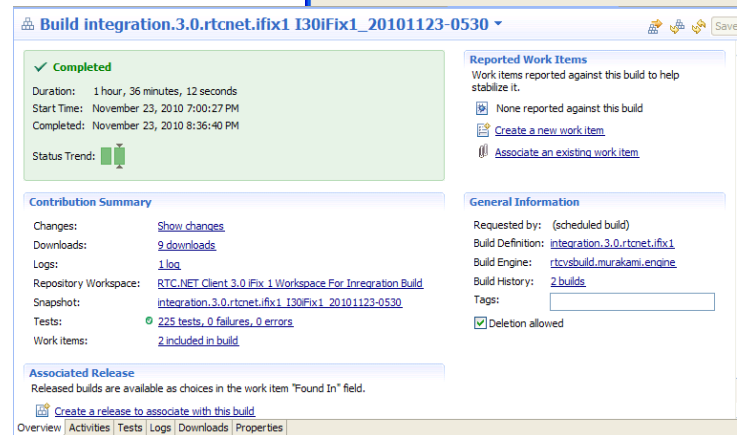 Build integration.3.0.rtcnet.ifix1 I30iFix1_20101123-0530
Save
Completed
Duration: 1 hour, 36 minutes, 12 seconds
Start Time: November 23, 2010 7:00:27 PM
Completed: November 23, 2010 8:36:40 PM
Status Trend:
Reported Work Items
Work items reported against this build to help
stabilize it.
None reported against this build
Create a new work item
Associate an existing work item
Contribution Summary
Changes: Show changes
Downloads: 9 downloads
Logs: 1 log
Repository Workspace: RTC.NET Client 3.0 iFix 1 Workspace For Inregration Build
Snapshot: integration.3.0.rtcnet.ifix1_I30iFix1_20101123-0530
Tests: 225 tests, 0 failures, 0 errors
Work items: 2 included in build
General Information
Requested by: (scheduled build)
Build Definition: integration.3.0.rtcnet.ifix1
Build Engine: rtcvsbuild.murakami.engine
Build History: 2 builds
Tags:
Deletion allowed
Associated Release
Released builds are available as choices in the work item "Found In" field.
Create a release to associate with this build
Overview Activities Tests Logs Downloads Properties